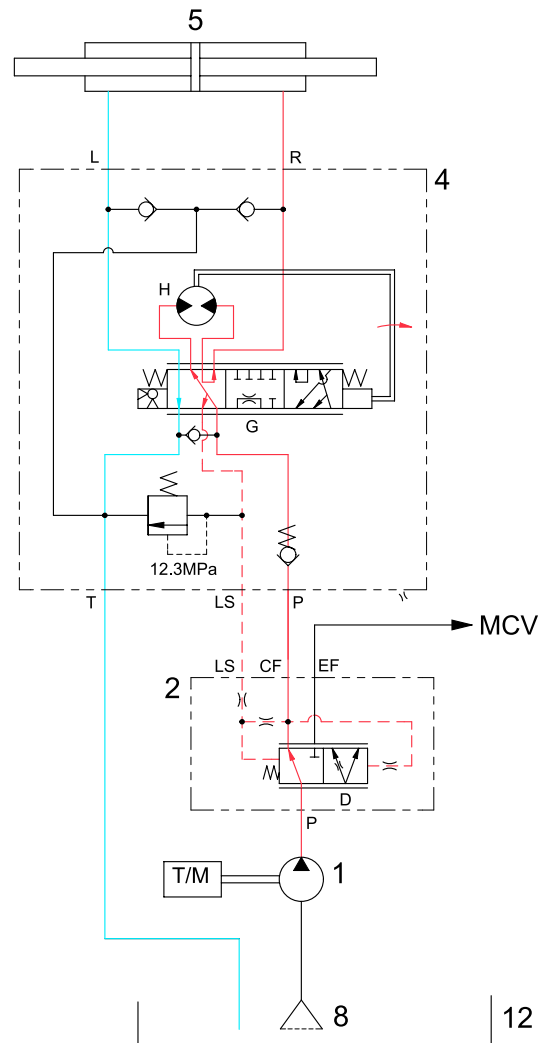 5
L R
4
H
G
12.3MPa
T LS P
MCV
LS CF EF
2
D
P
T/M 1
8 12